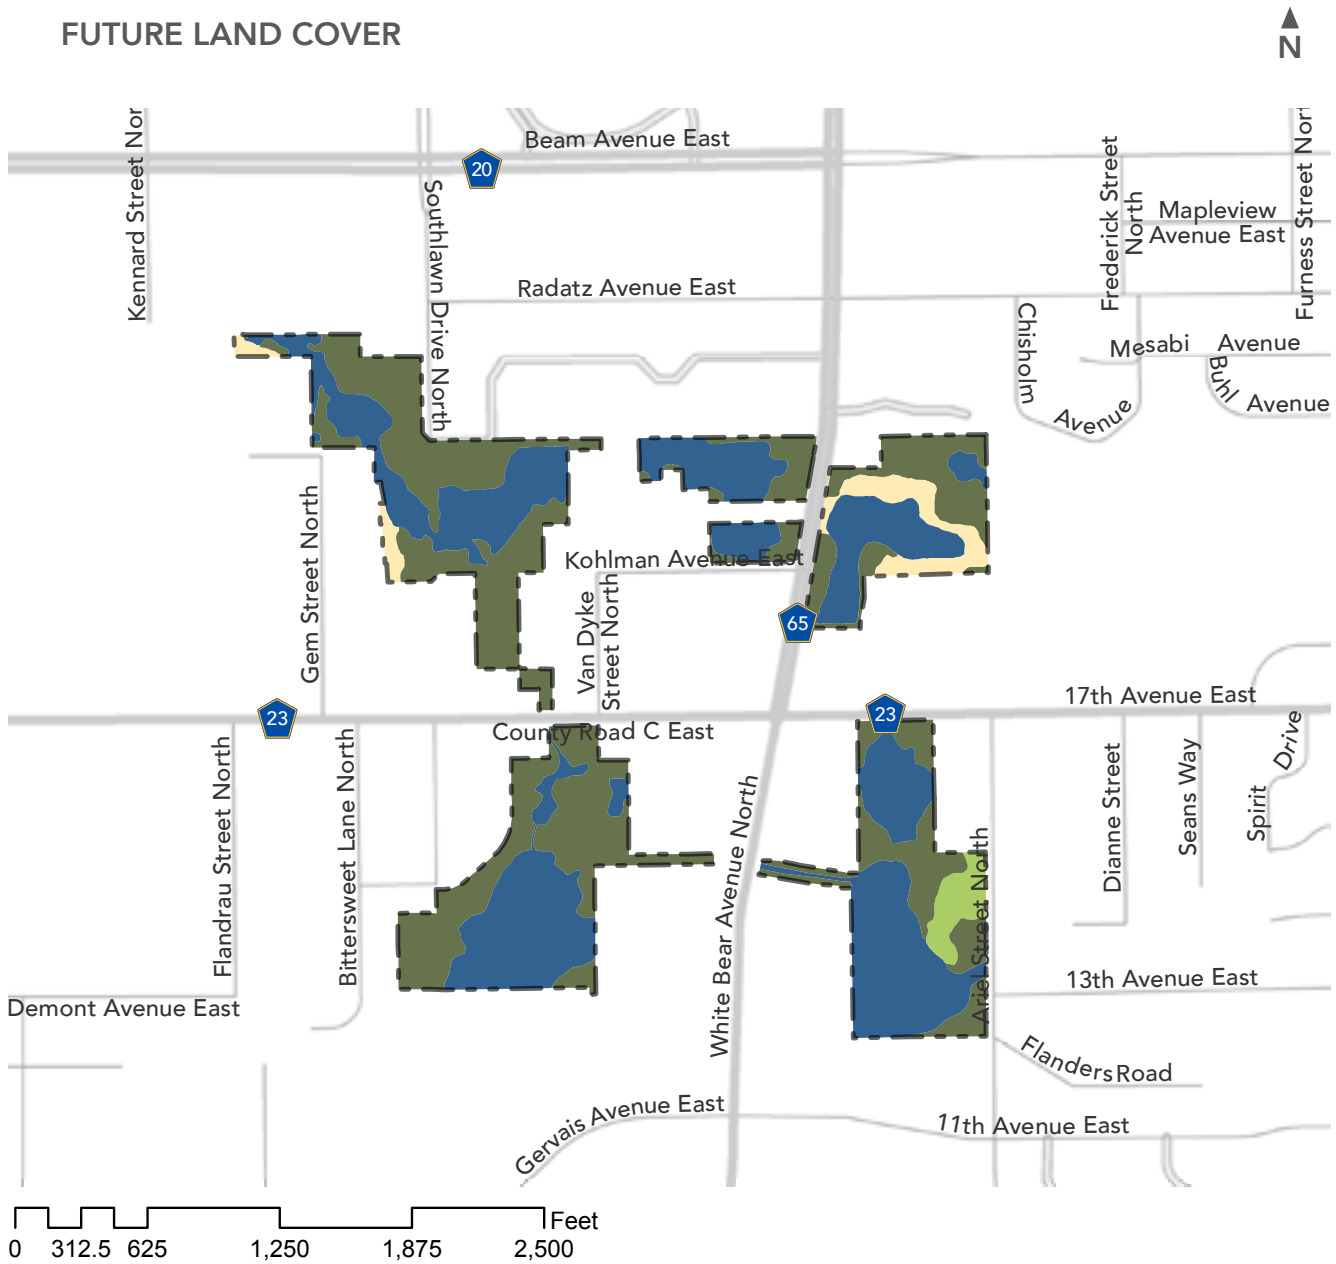 FUTURE LAND COVER
N
Beam Avenue East
20
Kennard Street Nor
Southlawn Drive North
Frederick Street
North
Mapleview
Avenue East
Furness Street Nort
Radatz Avenue East
Chisholm
Avenue
Mesabi Avenue
Buhl
Avenue
Gem Street North
Kohlman Avenue East
Van Dyke
Street North
65
23
23
17th Avenue East
County Road C East
Flandrau Street North
Bittersweet Lane North
White Bear Avenue North
Ariel Street North
Dianne Street
Seans Way
Spirit
Drive
Demont Avenue East
13th Avenue East
Flanders Road
Gervais Avenue East
11th Avenue East
Feet
0 312.5 625 1,250 1,875 2,500